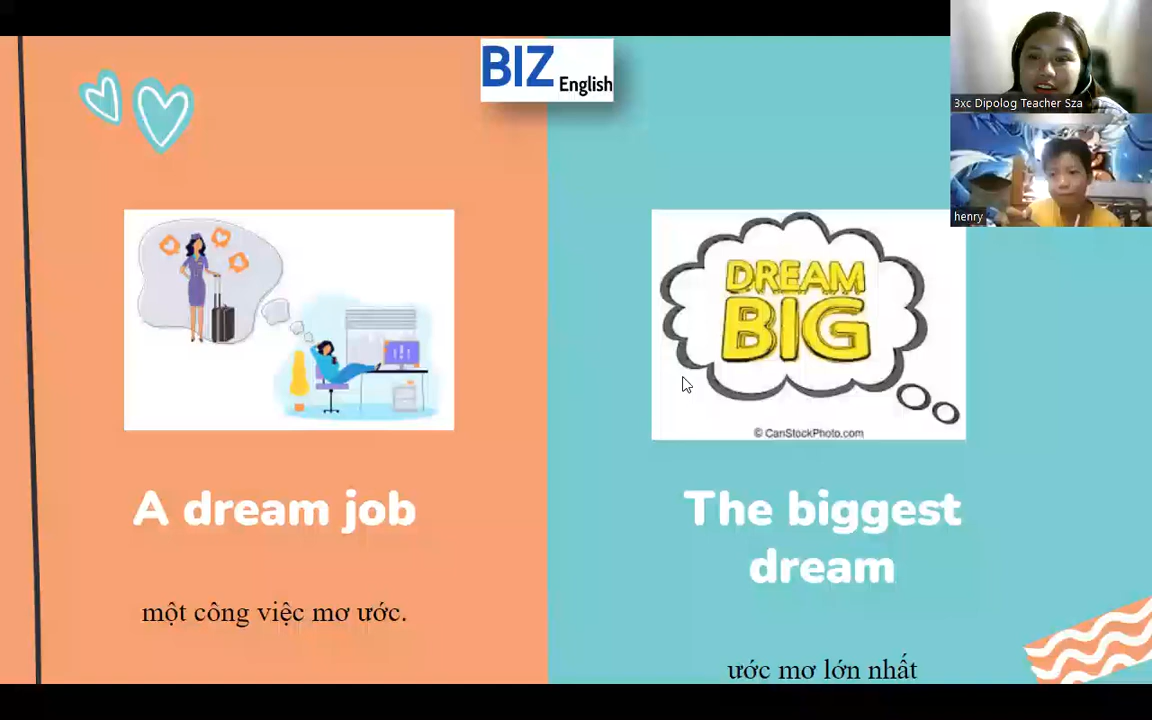 BIZ
English
3xc Dipolog Teacher Sza
henry
DREAM
BIG
© CanStockPhoto.com
A dream job
The biggest
dream
một công việc mơ ước.
ước mơ lớn nhất